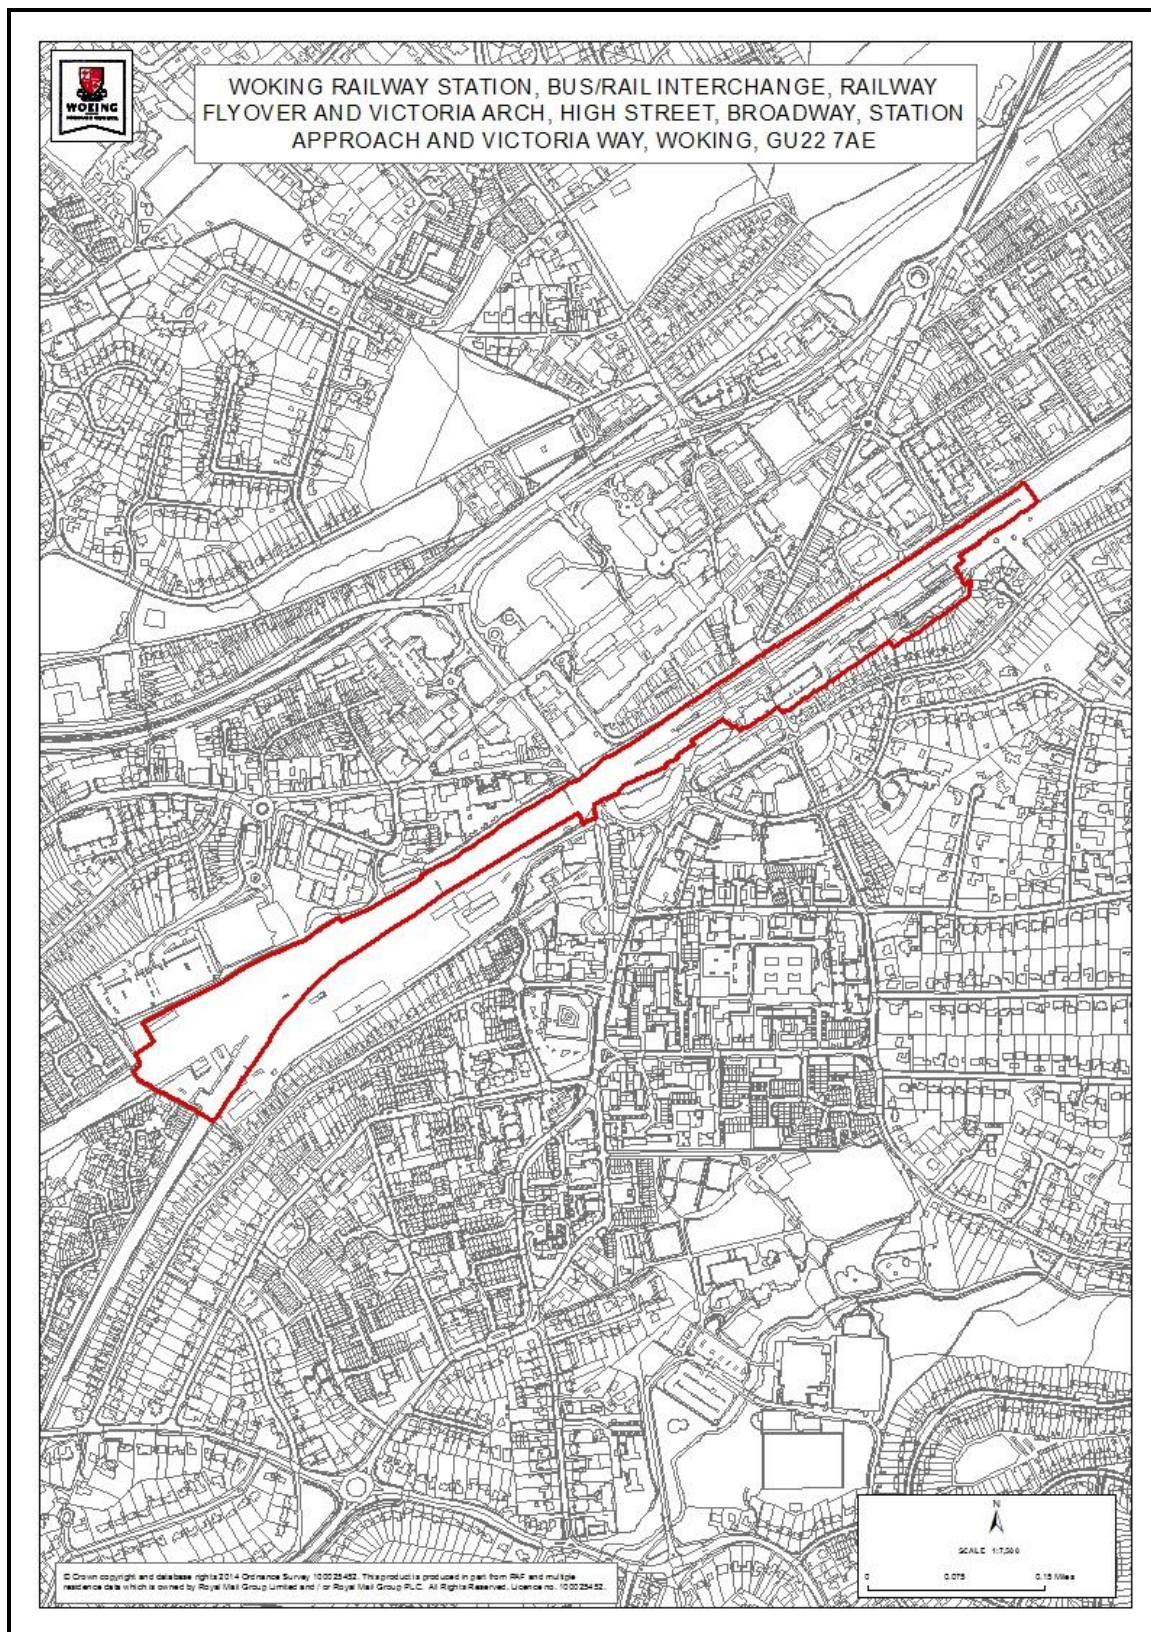 WOKING
WOKING RAILWAY STATION, BUS/RAIL INTERCHANGE, RAILWAY
FLYOVER AND VICTORIA ARCH, HIGH STREET, BROADWAY, STATION
APPROACH AND VICTORIA WAY, WOKING, GU22 7AE
N
SCALE 1:7,500
0 0.075 0.15 Miles
© Crown copyright and database rights 2014 Ordnance Survey 100025452. This product is produced in part from PAF and multiple
residence data which is owned by Royal Mail Group Limited and / or Royal Mail Group PLC. All Rights Reserved, Licence no. 100025452.